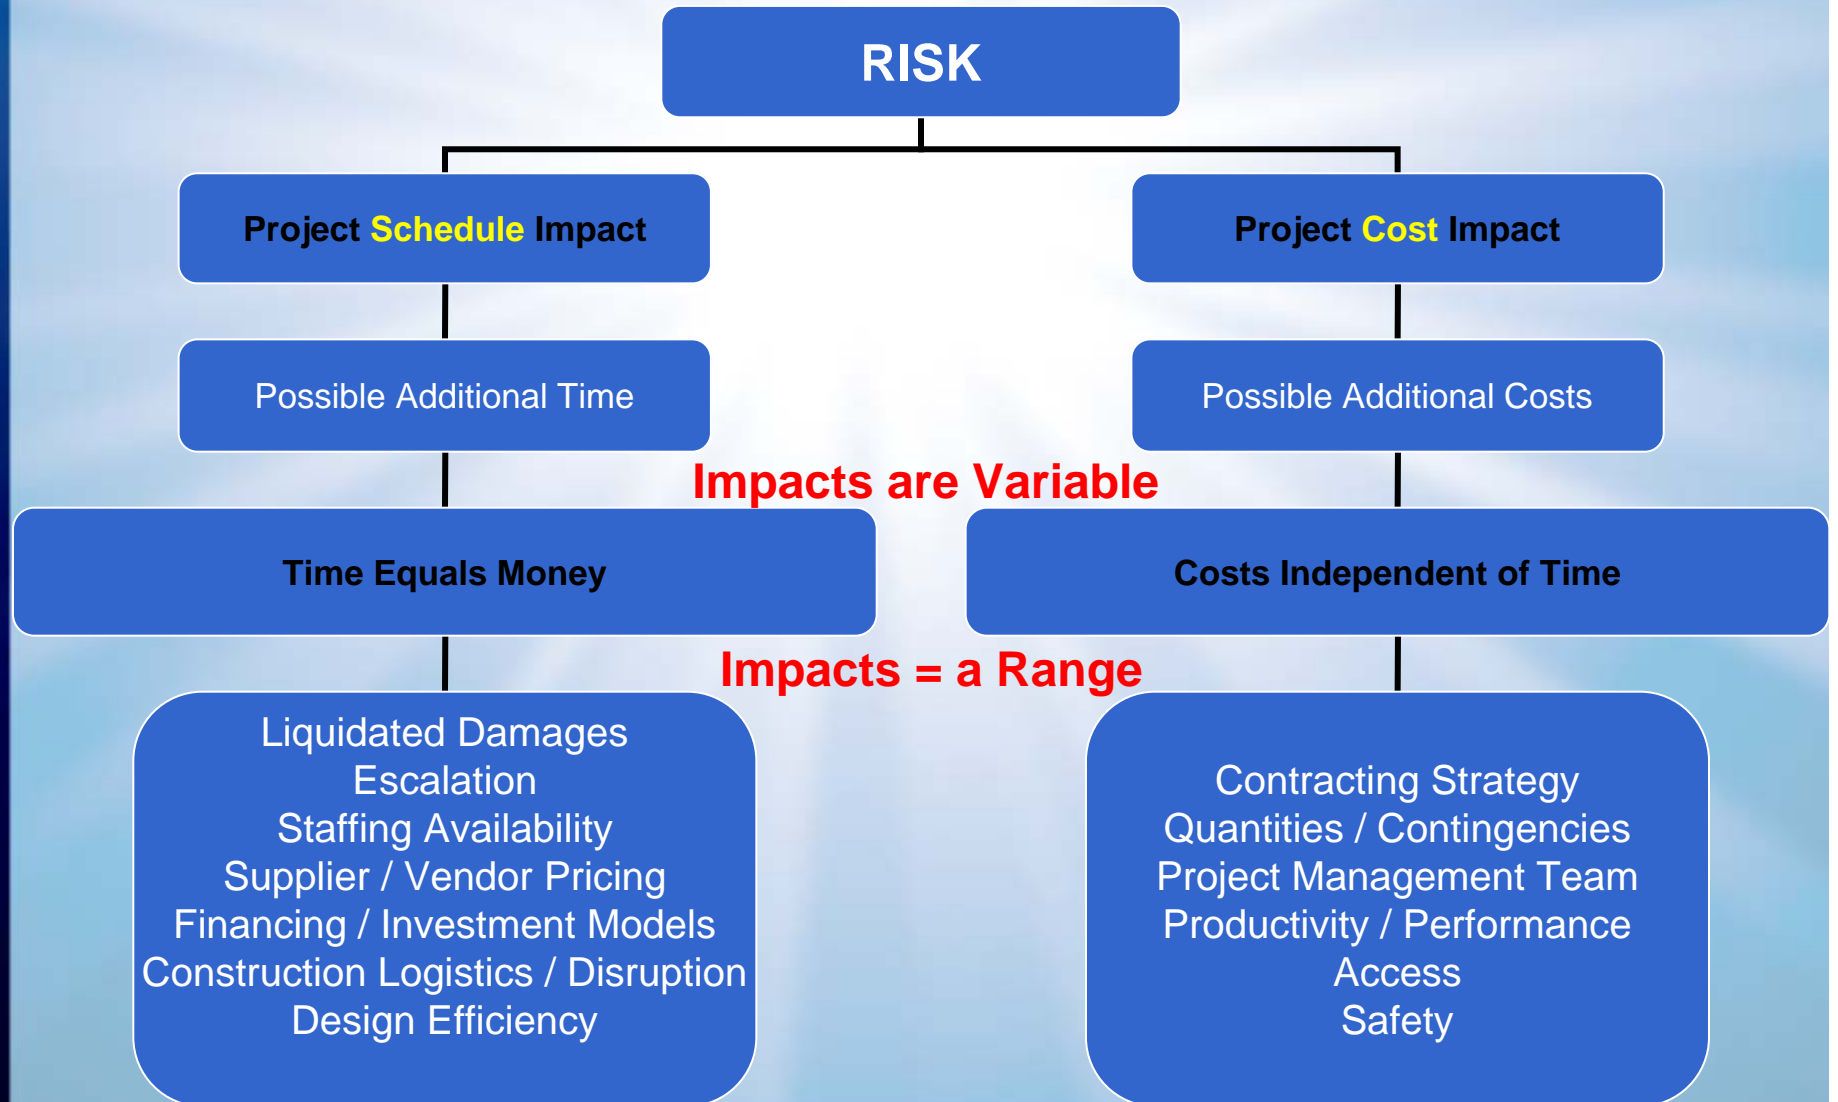 RISK
Project Schedule Impact
Project Cost Impact
Possible Additional Time
Possible Additional Costs
Impacts are Variable
Time Equals Money
Costs Independent of Time
Impacts = a Range
Liquidated Damages
Escalation
Staffing Availability
Supplier / Vendor Pricing
Financing / Investment Models
Construction Logistics / Disruption
Design Efficiency
Contracting Strategy
Quantities / Contingencies
Project Management Team
Productivity / Performance
Access
Safety